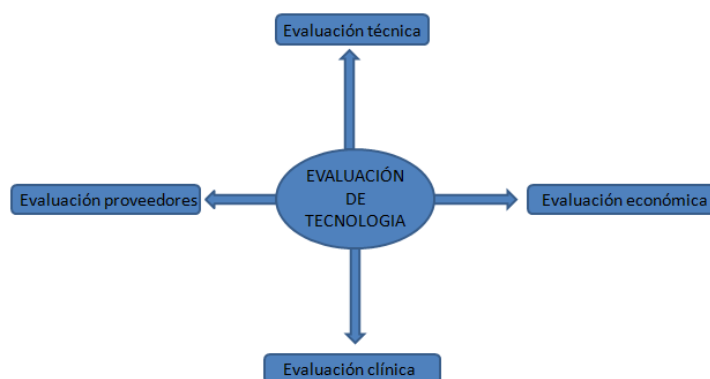 Evaluación técnica
EVALUACIÓN
DE
TECNOLOGIA
Evaluación proveedores
Evaluación económica
Evaluación clínica